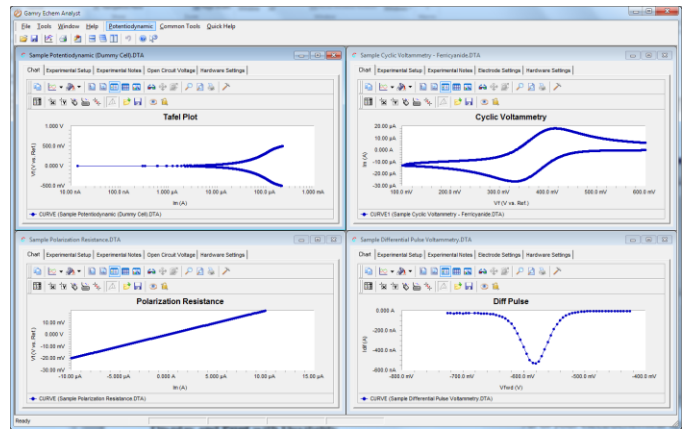 Gamry Echem Analyst
File Tools Window Help Potentiodynamic Common Tools Quick Help
Sample Potentiodynamic (Dummy Cell).DTA
Chart Experimental Setup Experimental Notes Open Circuit Voltage Hardware Settings
Tafel Plot
1.000 V
500.0 mV
0.000 V
-500.0 mV
Vf (V vs. Ref.)
10.00 nA 100.0 nA 1.000 µA 10.00 µA 100.0 µA 1.000 mA
Im (A)
CURVE (Sample Potentiodynamic (Dummy Cell).DTA)
Sample Cyclic Voltammetry - Ferricyanide.DTA
Chart Experimental Setup Experimental Notes Electrode Settings Hardware Settings
Cyclic Voltammetry
20.00 µA
10.00 µA
0.000 A
-10.00 µA
-20.00 µA
-30.00 µA
Im (A)
100.0 mV 200.0 mV 300.0 mV 400.0 mV 500.0 mV 600.0 mV
Vf (V vs. Ref.)
CURVE1 (Sample Cyclic Voltammetry - Ferricyanide.DTA)
Sample Polarization Resistance.DTA
Chart Experimental Setup Experimental Notes Open Circuit Voltage Hardware Settings
Polarization Resistance
10.00 mV
0.000 V
-10.00 mV
-20.00 mV
-30.00 mV
Vf (V vs. Ref.)
-10.00 µA -5.000 µA 0.000 A 5.000 µA 10.00 µA 15.00 µA
Im (A)
CURVE (Sample Polarization Resistance.DTA)
Sample Differential Pulse Voltammetry.DTA
Chart Experimental Setup Experimental Notes Electrode Settings Hardware Settings
Diff Pulse
0.000 A
-200.0 nA
-400.0 nA
-600.0 nA
-800.0 mV -700.0 mV -600.0 mV -500.0 mV -400.0 mV
Vfwd (V)
CURVE (Sample Differential Pulse Voltammetry.DTA)
Ready